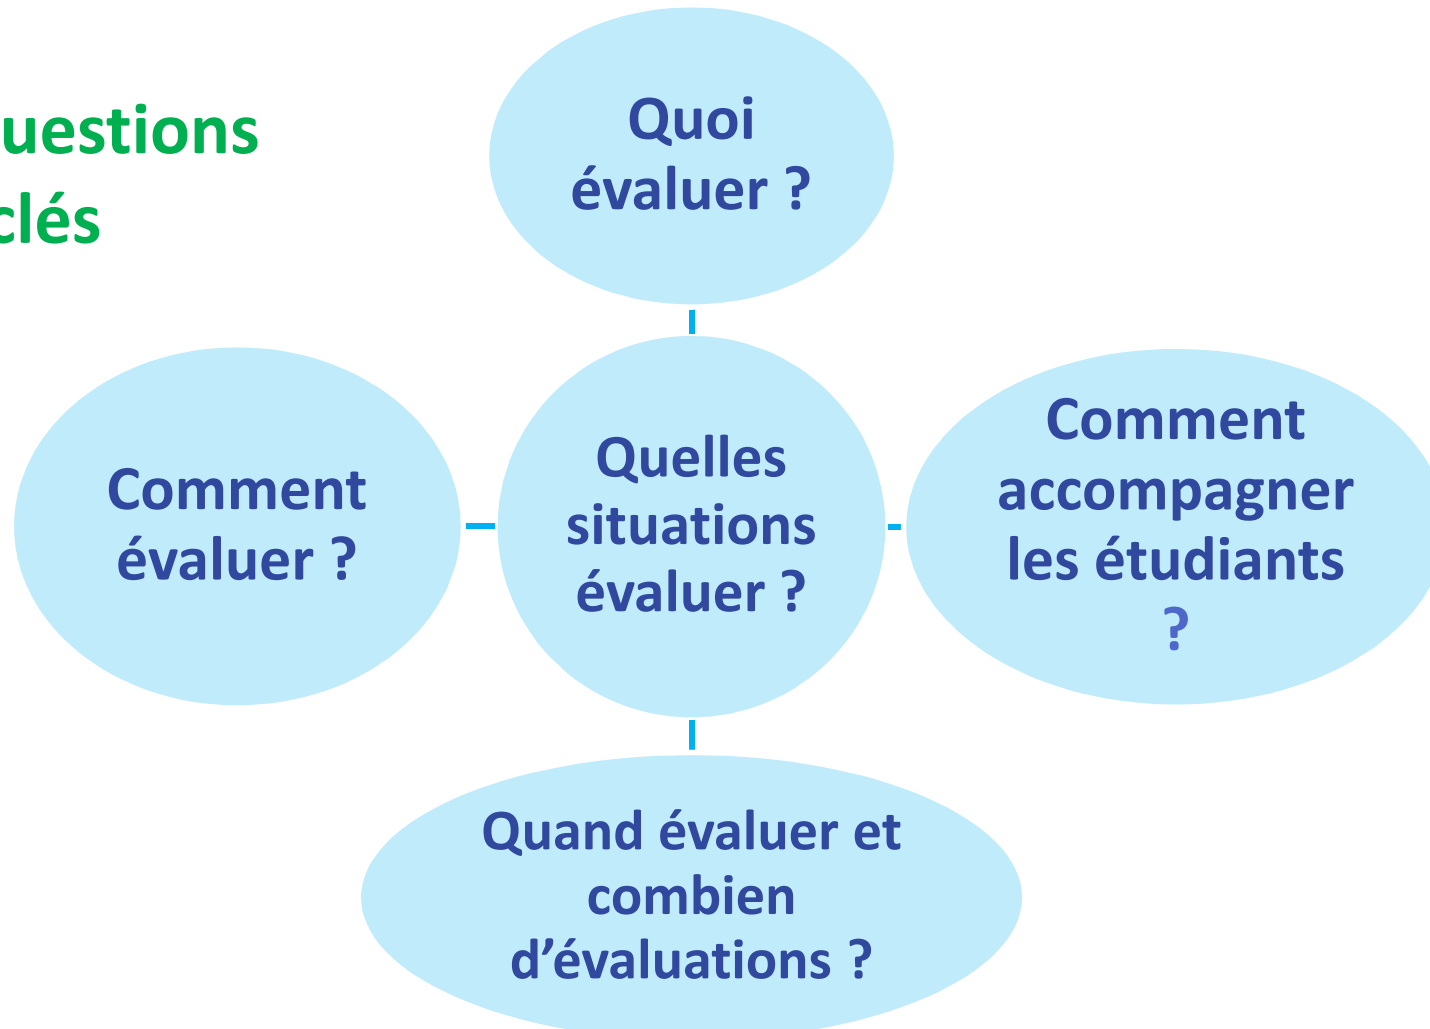 uestions
clés
Quoi
évaluer ?
Comment
évaluer ?
Quelles
situations
évaluer ?
Comment
accompagner
les étudiants
?
Quand évaluer et
combien
d’évaluations ?